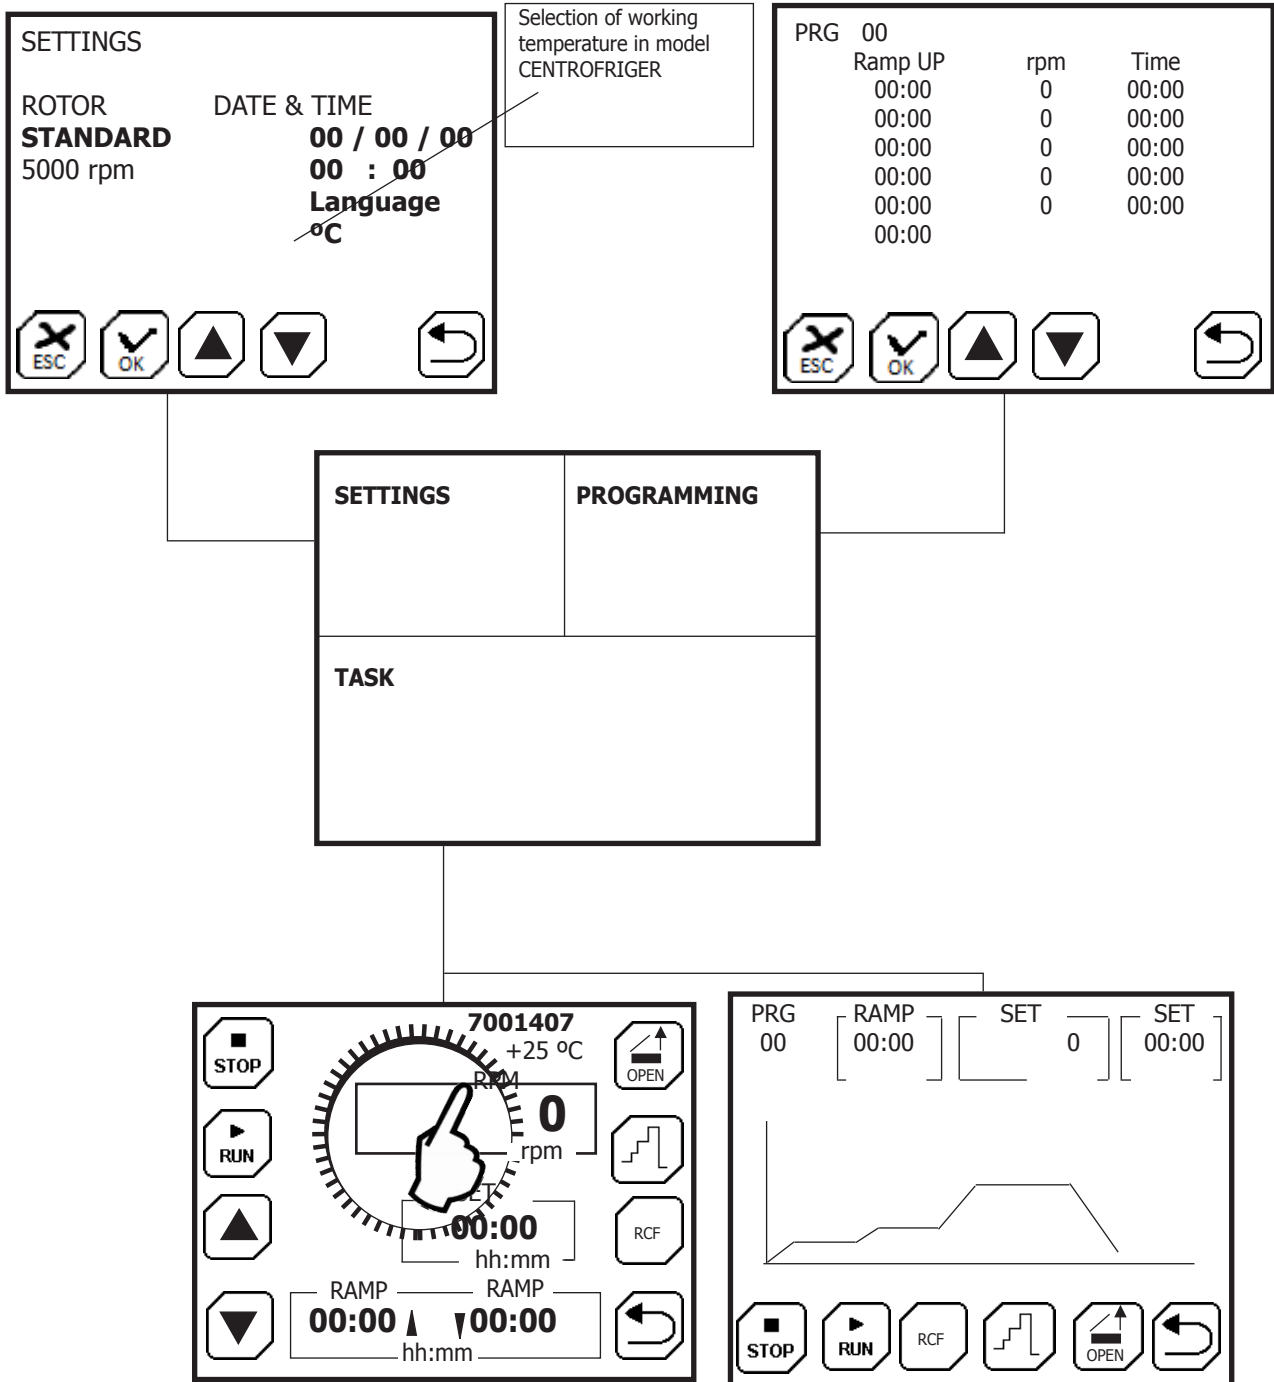 SETTINGS
ROTOR DATE & TIME
STANDARD 00 / 00 / 00
5000 rpm 00 : 00
Language
ºC
ESC OK
Selection of working
temperature in model
CENTROFRIGER
PRG 00
Ramp UP rpm Time
00:00 0 00:00
00:00 0 00:00
00:00 0 00:00
00:00 0 00:00
00:00 0 00:00
00:00
ESC OK
SETTINGS PROGRAMMING
TASK
STOP
RUN
7001407
+25 ºC
RPM
0
rpm
SET
00:00
hh:mm
RAMP RAMP
00:00 00:00
hh:mm
OPEN
RCF
PRG RAMP SET SET
00 00:00 0 00:00
STOP RUN RCF OPEN